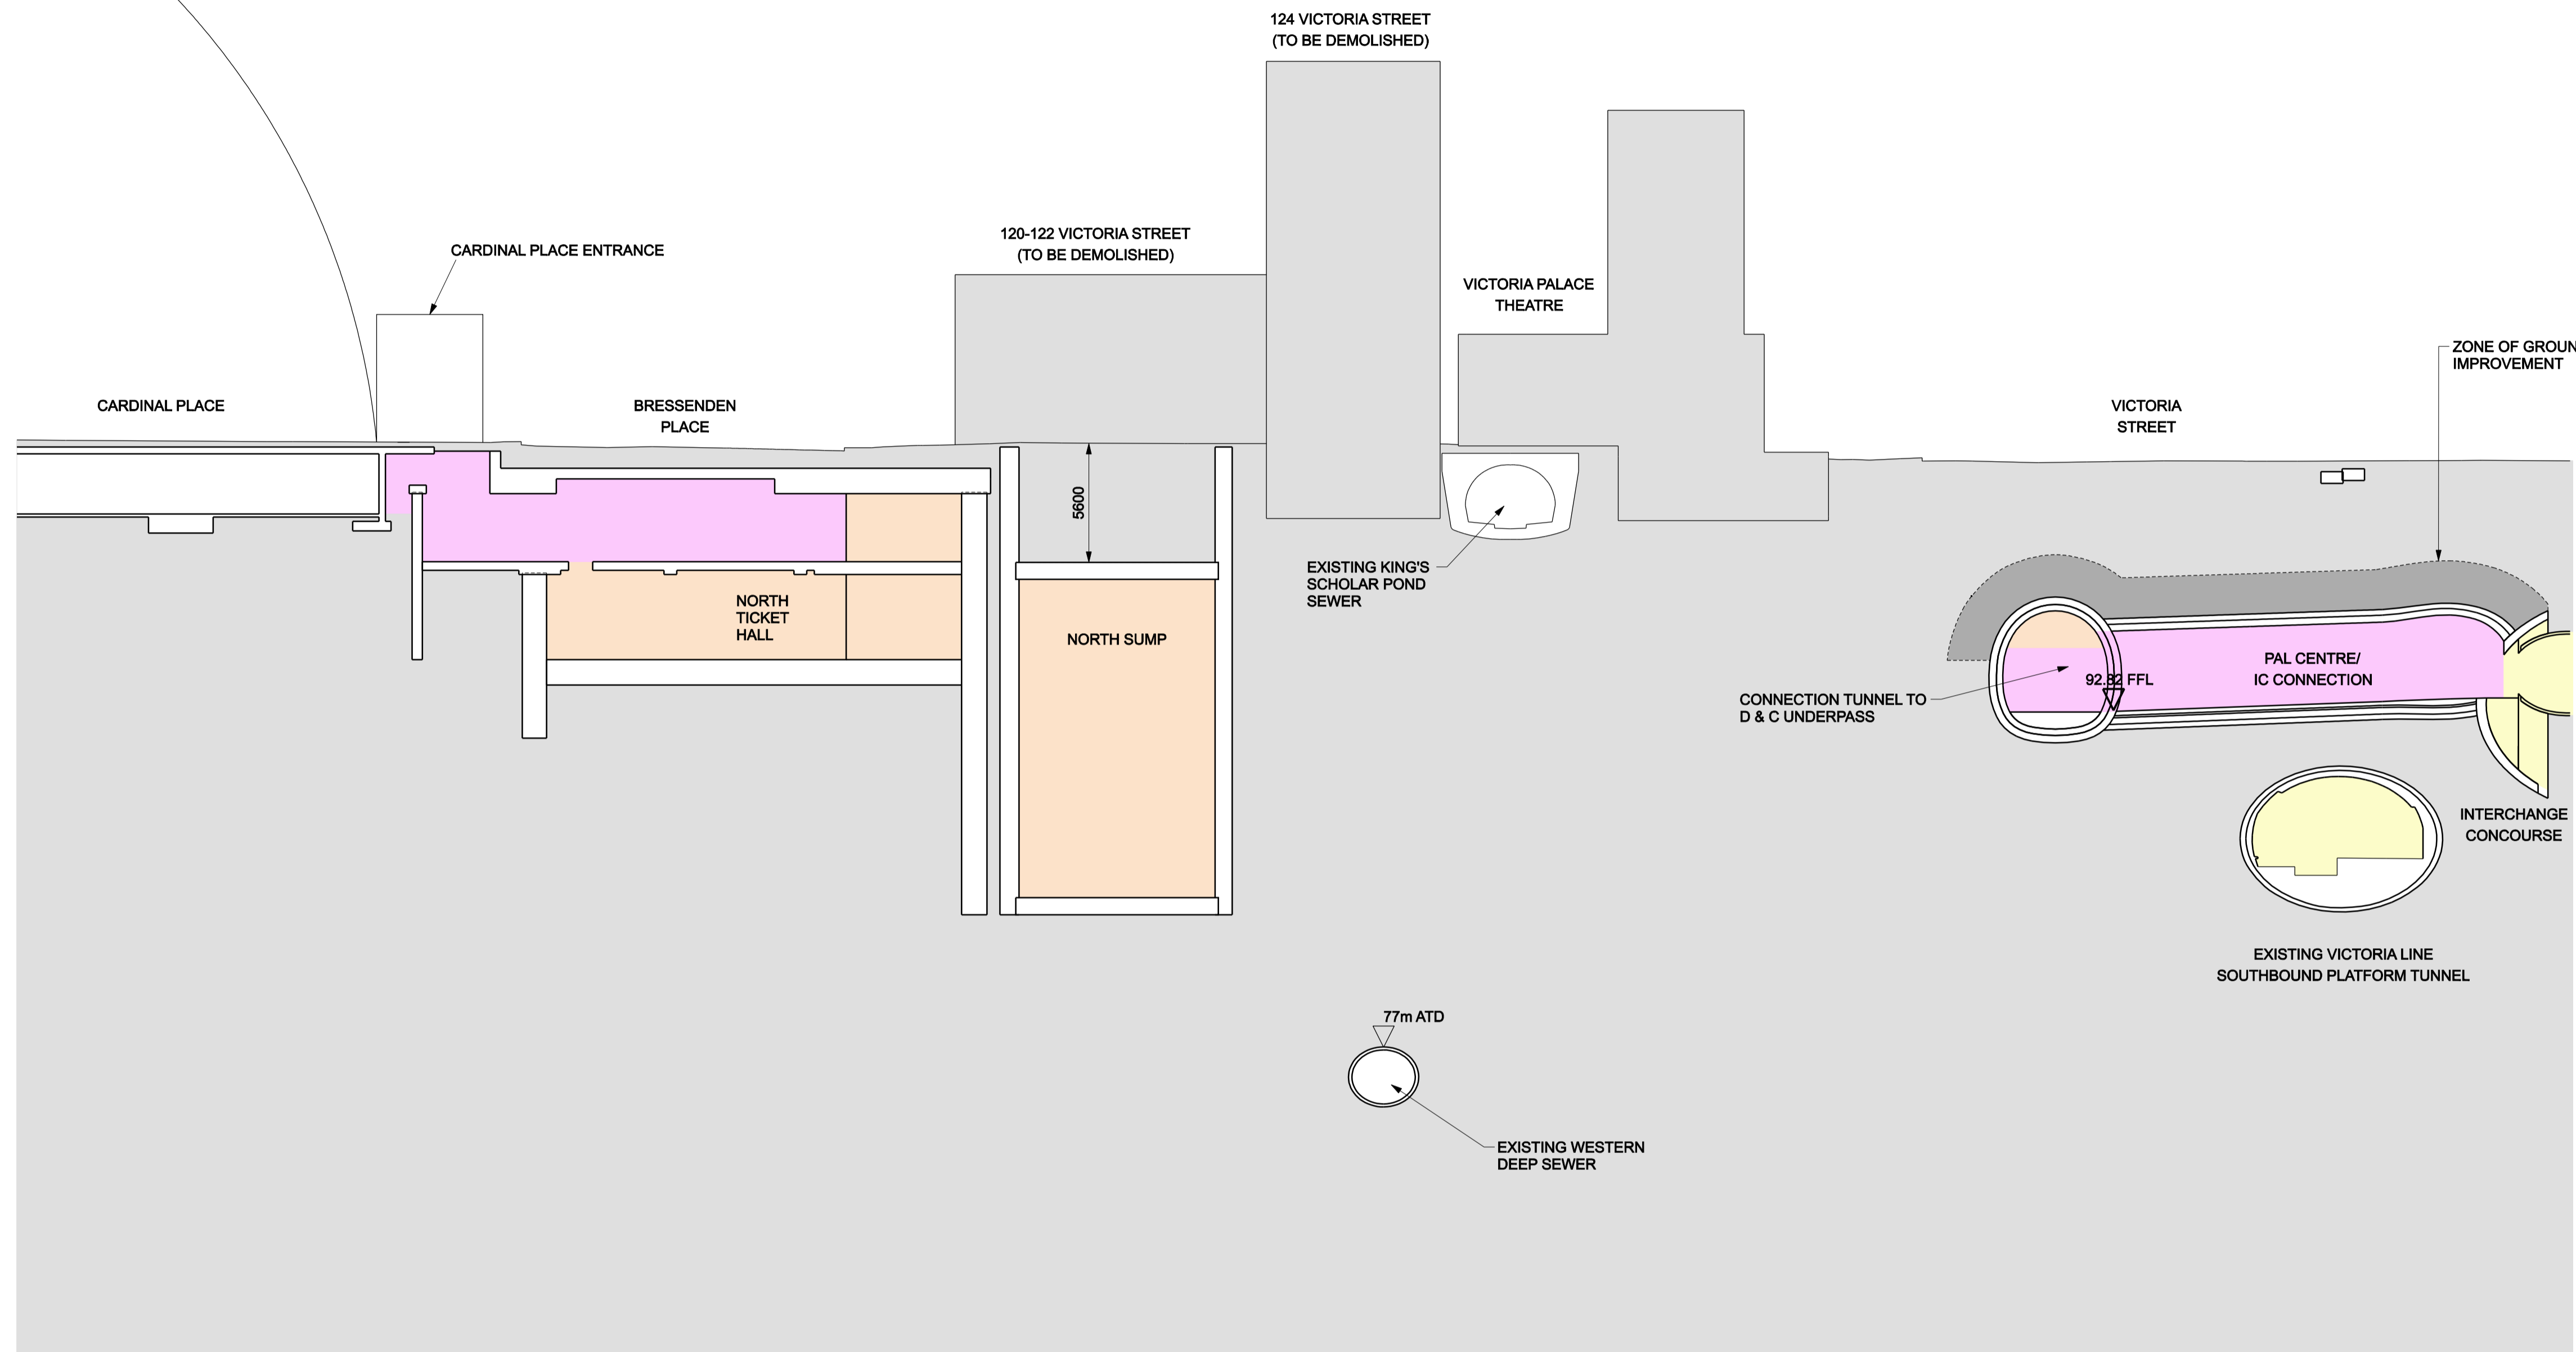 124 VICTORIA STREET
(TO BE DEMOLISHED)
120-122 VICTORIA STREET
(TO BE DEMOLISHED)
CARDINAL PLACE ENTRANCE
VICTORIA PALACE
THEATRE
ZONE OF GROUN
IMPROVEMENT
CARDINAL PLACE
BRESSENDEN
PLACE
VICTORIA
STREET
5600
EXISTING KING'S
SCHOLAR POND
SEWER
NORTH
TICKET
HALL
NORTH SUMP
PAL CENTRE/
IC CONNECTION
92.82 FFL
CONNECTION TUNNEL TO
D & C UNDERPASS
INTERCHANGE
CONCOURSE
EXISTING VICTORIA LINE
SOUTHBOUND PLATFORM TUNNEL
77m ATD
EXISTING WESTERN
DEEP SEWER